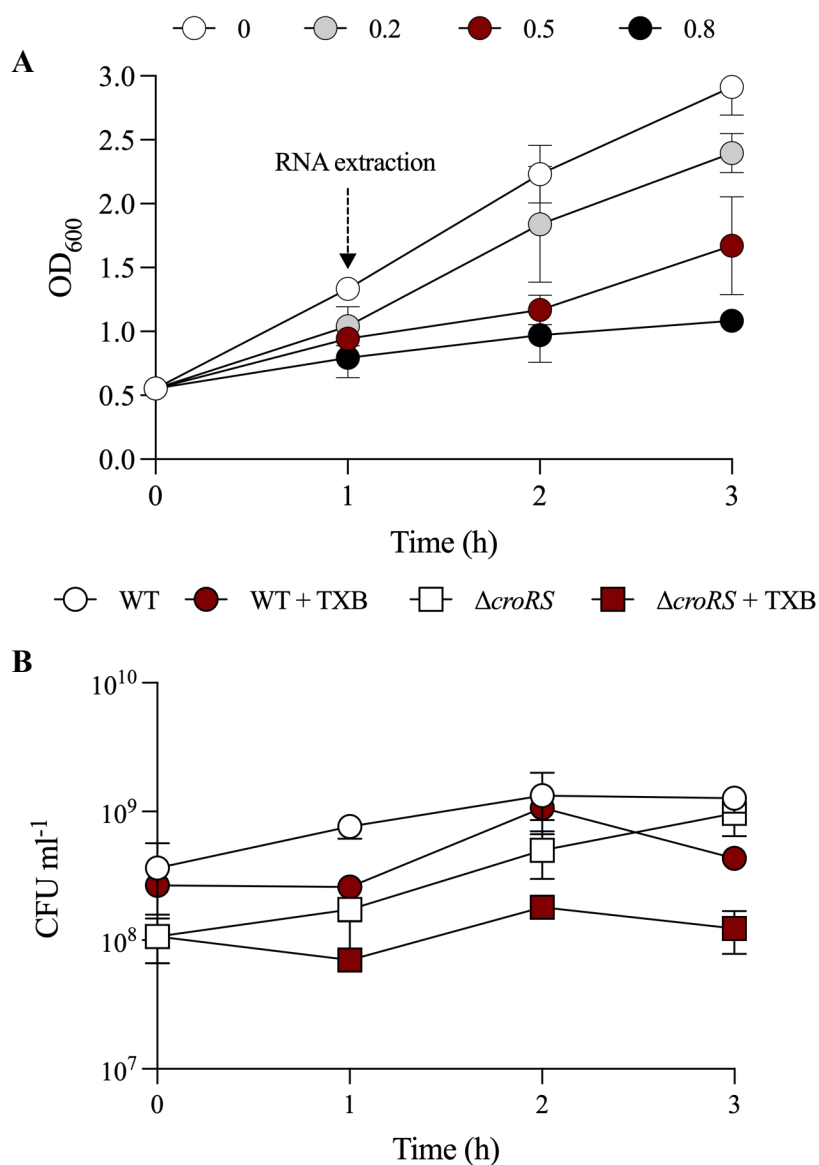 0 0.2 0.5 0.8
A
3.0
2.5
2.0
1.5
1.0
0.5
0.0
OD600
RNA extraction
0 1 2 3
Time (h)
WT WT + TXB ΔcroRS ΔcroRS + TXB
B
10^10
10^9
10^8
10^7
CFU ml^-1
0 1 2 3
Time (h)